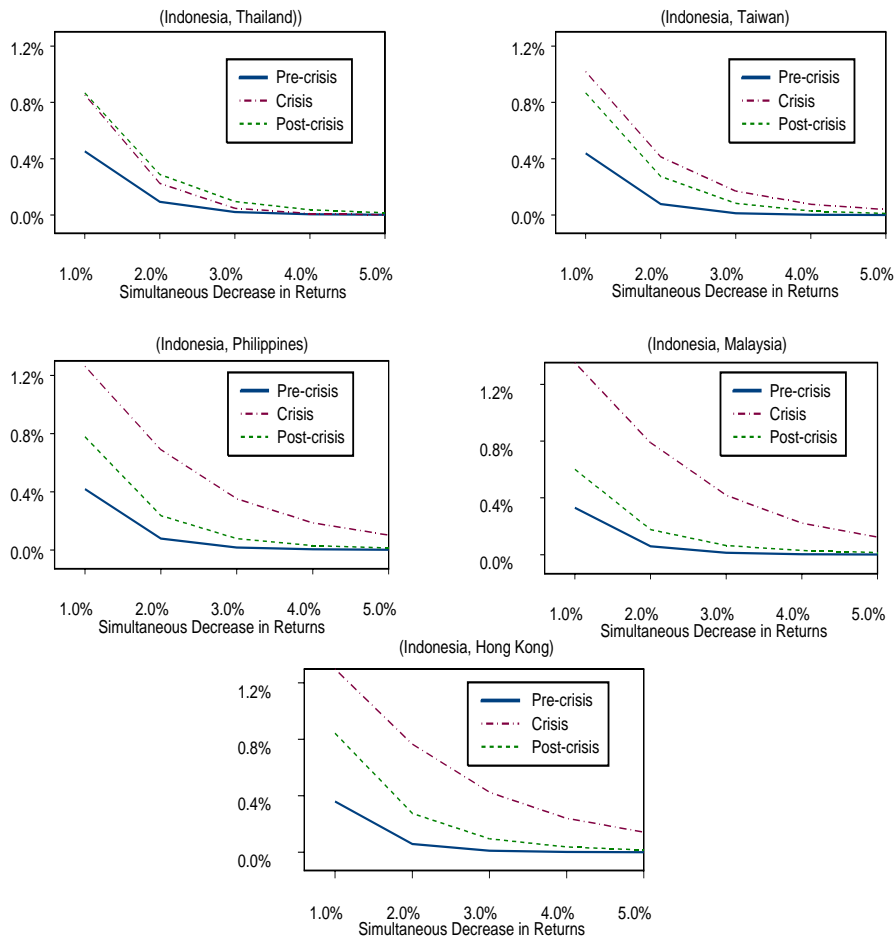 (Indonesia, Thailand))
1.2%
0.8%
0.4%
0.0%
Pre-crisis
Crisis
Post-crisis
1.0% 2.0% 3.0% 4.0% 5.0%
Simultaneous Decrease in Returns
(Indonesia, Taiwan)
1.2%
0.8%
0.4%
0.0%
Pre-crisis
Crisis
Post-crisis
1.0% 2.0% 3.0% 4.0% 5.0%
Simultaneous Decrease in Returns
(Indonesia, Philippines)
1.2%
0.8%
0.4%
0.0%
Pre-crisis
Crisis
Post-crisis
1.0% 2.0% 3.0% 4.0% 5.0%
Simultaneous Decrease in Returns
(Indonesia, Malaysia)
1.2%
0.8%
0.4%
0.0%
Pre-crisis
Crisis
Post-crisis
1.0% 2.0% 3.0% 4.0% 5.0%
Simultaneous Decrease in Returns
(Indonesia, Hong Kong)
1.2%
0.8%
0.4%
0.0%
Pre-crisis
Crisis
Post-crisis
1.0% 2.0% 3.0% 4.0% 5.0%
Simultaneous Decrease in Returns